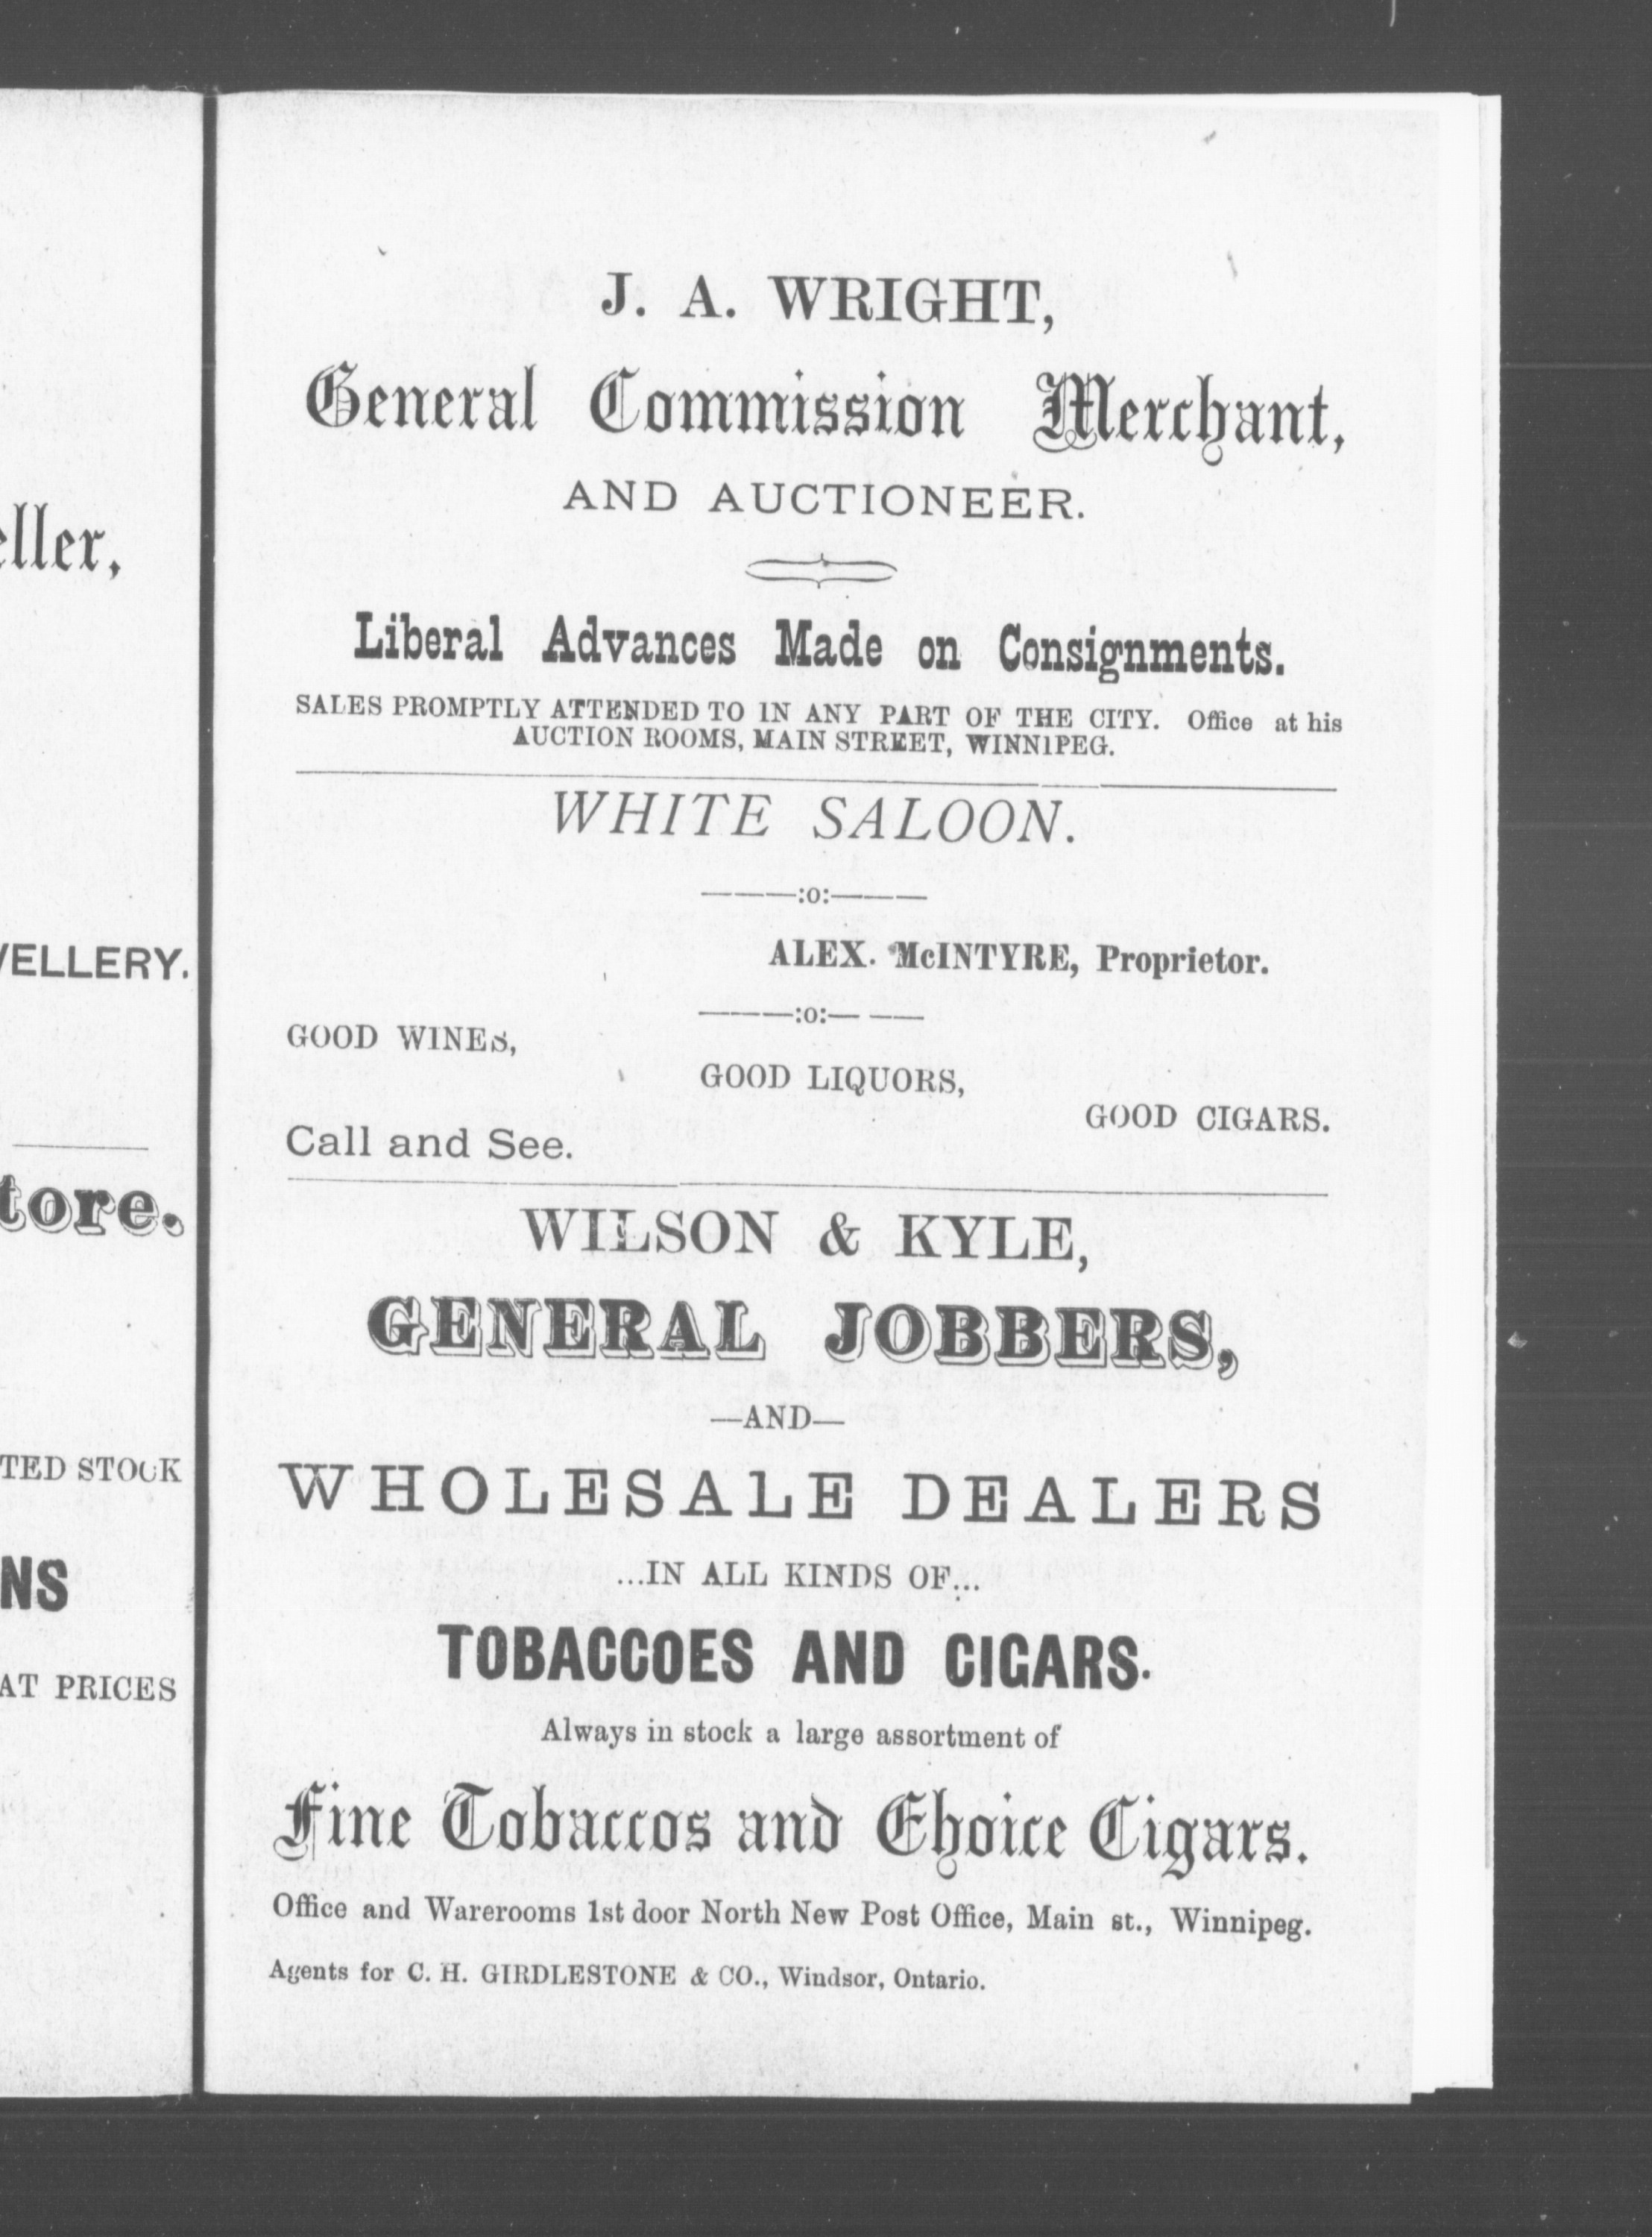 eller,
VELLERY.
tore.
TED STOCK
NS
AT PRICES
J. A. WRIGHT,
General Commission Merchant,
AND AUCTIONEER.
Liberal Advances Made on Consignments.
SALES PROMPTLY ATTENDED TO IN ANY PART OF THE CITY. Office at his
AUCTION ROOMS, MAIN STREET, WINNIPEG.
WHITE SALOON.
———:o:———
ALEX. McINTYRE, Proprietor.
———:o:— ——
GOOD WINES,
GOOD LIQUORS,
GOOD CIGARS.
Call and See.
WILSON & KYLE,
GENERAL JOBBERS,
—AND—
WHOLESALE DEALERS
...IN ALL KINDS OF...
TOBACCOES AND CIGARS.
Always in stock a large assortment of
Fine Tobaccos and Choice Cigars.
Office and Warerooms 1st door North New Post Office, Main st., Winnipeg.
Agents for C. H. GIRDLESTONE & CO., Windsor, Ontario.